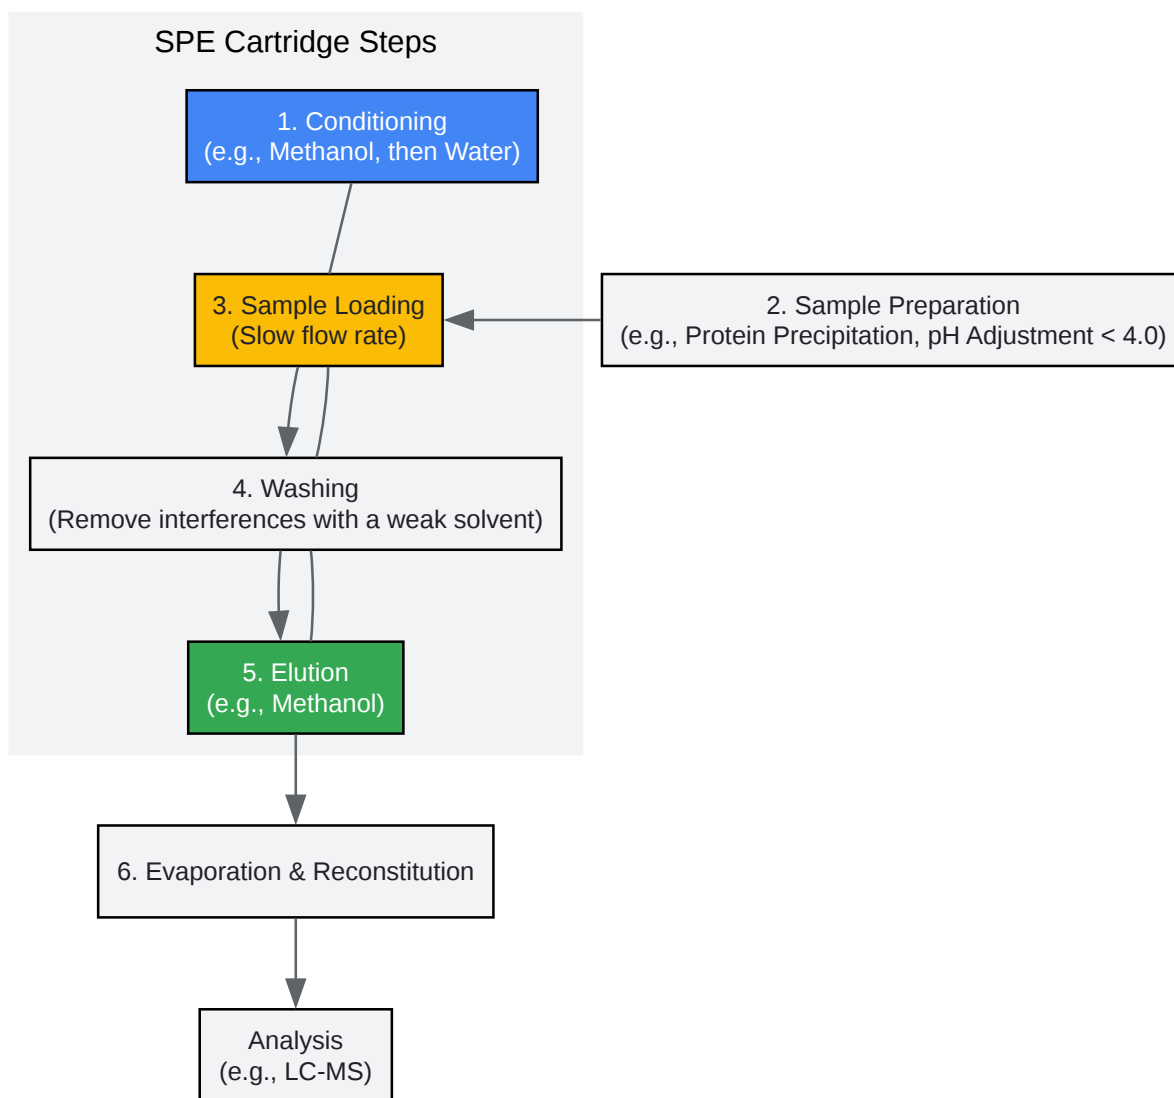 SPE Cartridge Steps
1. Conditioning
(e.g., Methanol, then Water)
3. Sample Loading
(Slow flow rate)
2. Sample Preparation
(e.g., Protein Precipitation, pH Adjustment < 4.0)
4. Washing
(Remove interferences with a weak solvent)
5. Elution
(e.g., Methanol)
6. Evaporation & Reconstitution
Analysis
(e.g., LC-MS)